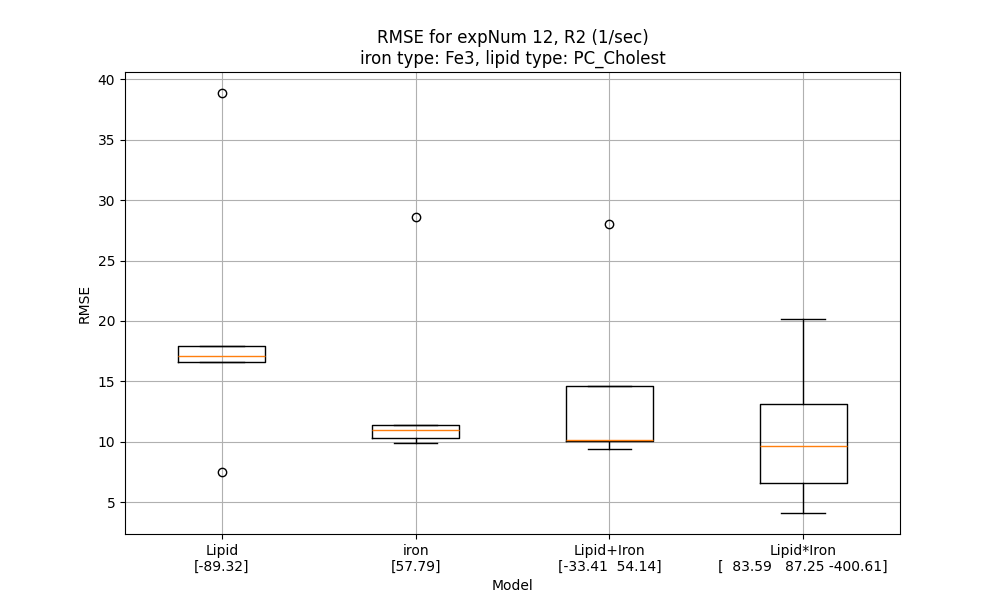 RMSE for expNum 12, R2 (1/sec)
iron type: Fe3, lipid type: PC_Cholest
40
35
30
25
20
15
10
5
RMSE
Lipid
[-89.32]
iron
[57.79]
Lipid+Iron
[-33.41  54.14]
Lipid*Iron
[  83.59   87.25 -400.61]
Model